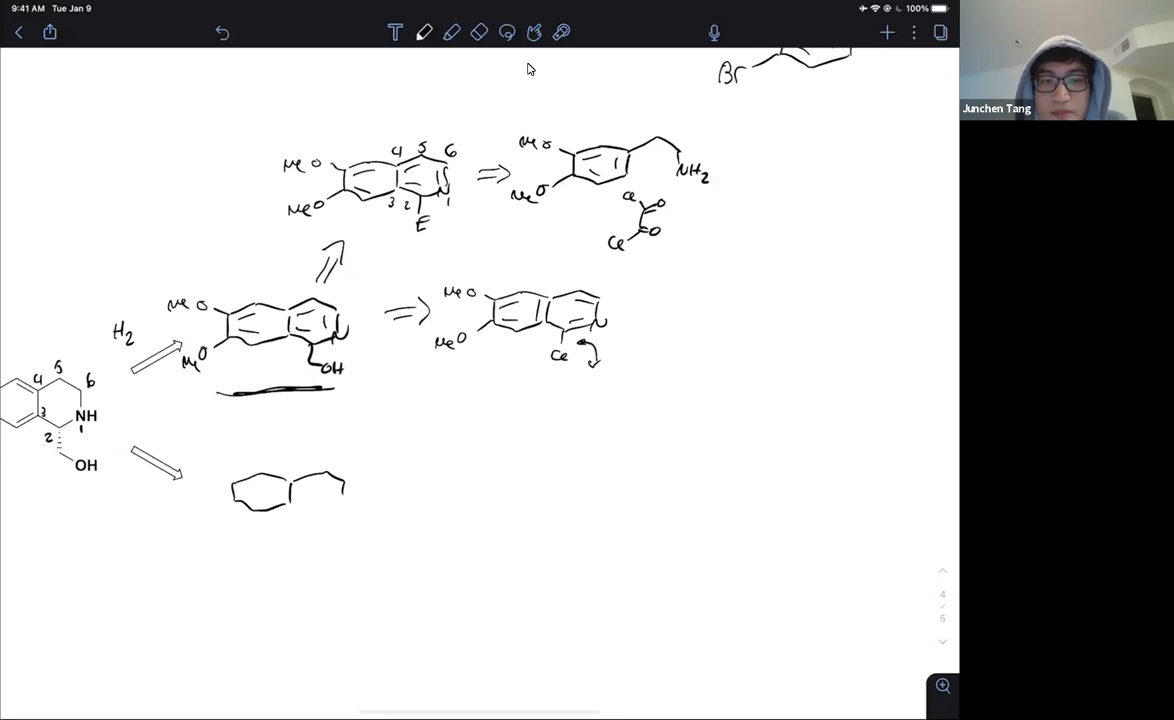 9:41 AM Tue Jan 9
100%
Junchen Tang
Br
MeO
MeO
4 5 6
3 2 N 1
E
MeO
MeO
NH2
Cl
O
O
Cl
H2
MeO
MeO
N
OH
MeO
MeO
N
Cl
4 5 6
3 NH
2 1
OH
4
/
5